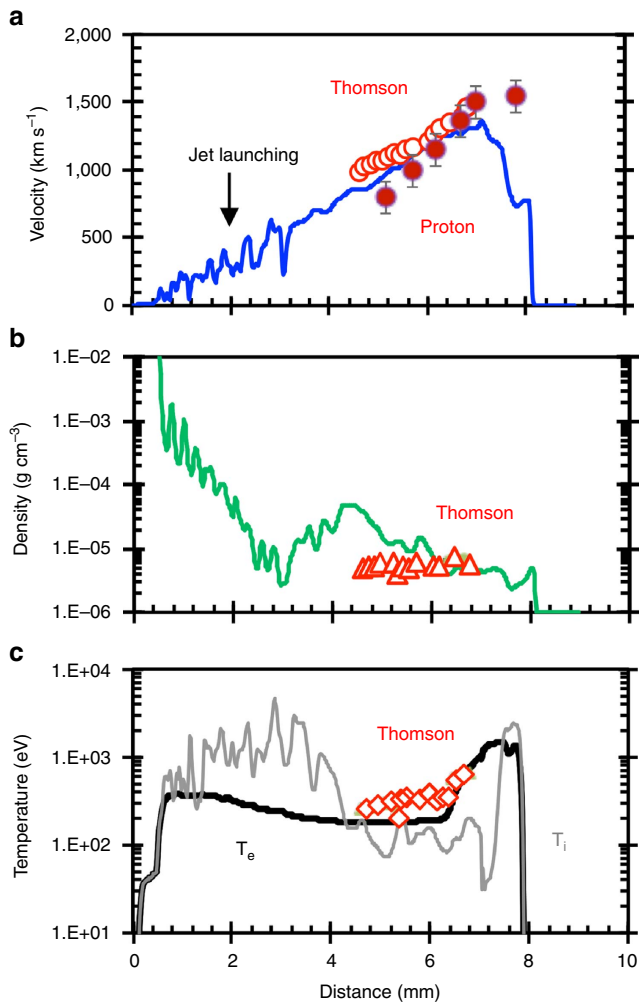 a
2,000
1,500
1,000
500
0
Velocity (km s⁻¹)
Thomson
Jet launching
Proton
b
1.E−02
1.E−03
1.E−04
1.E−05
1.E−06
Density (g cm⁻³)
Thomson
c
1.E+04
1.E+03
1.E+02
1.E+01
Temperature (eV)
Thomson
Te
Ti
0 2 4 6 8 10
Distance (mm)